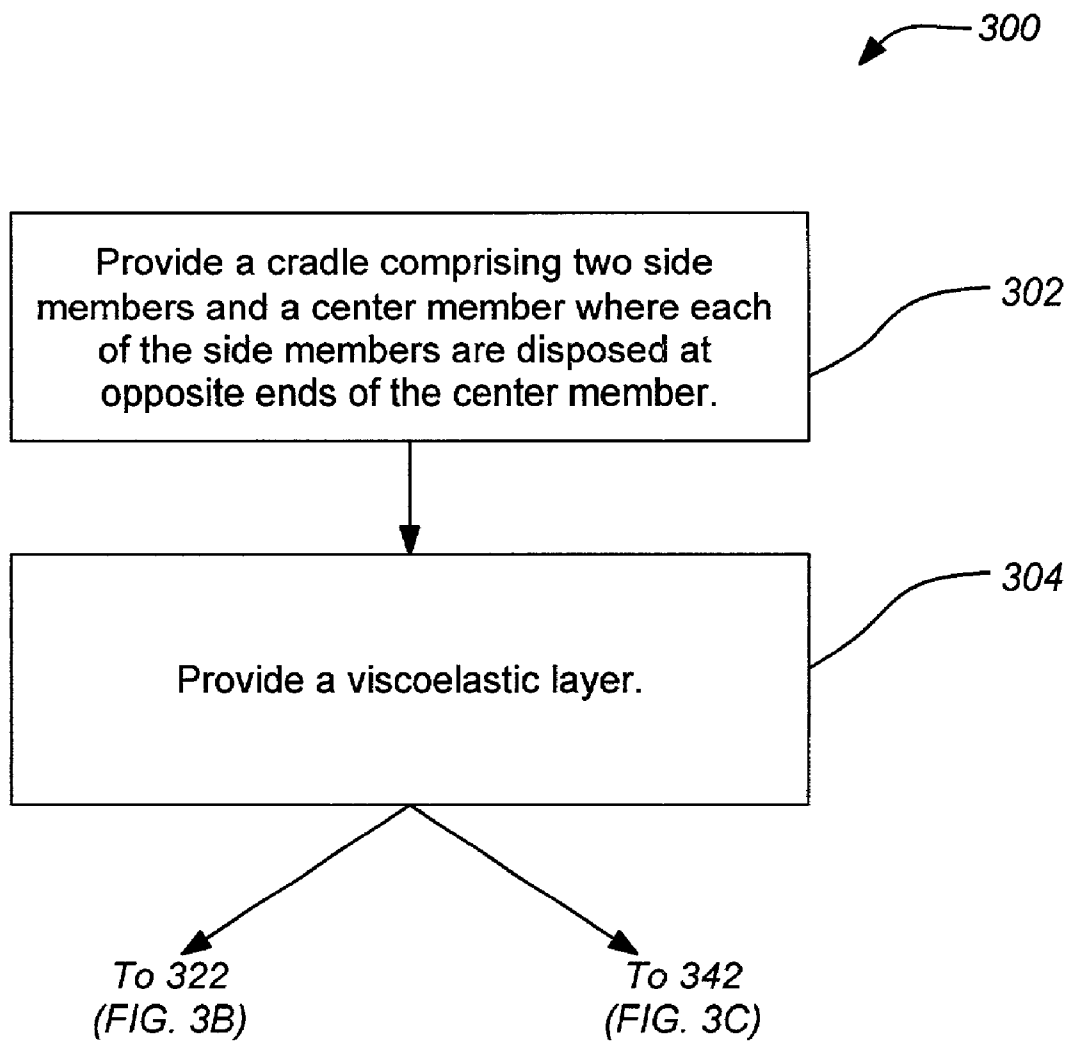 300
Provide a cradle comprising two side
members and a center member where each
of the side members are disposed at
opposite ends of the center member.
302
Provide a viscoelastic layer.
304
To 322
(FIG. 3B)
To 342
(FIG. 3C)